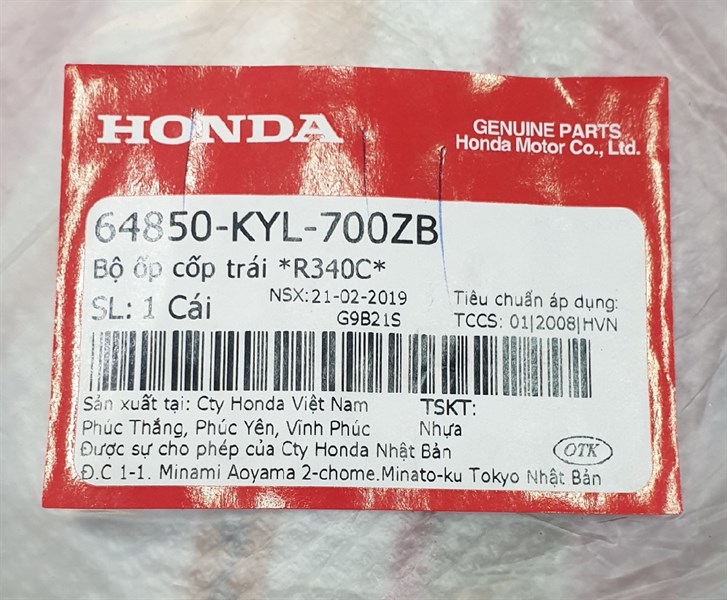 HONDA
GENUINE PARTS
Honda Motor Co., Ltd.
64850-KYL-700ZB
Bộ ốp cốp trái *R340C*
SL: 1 Cái
NSX:21-02-2019
G9B21S
Tiêu chuẩn áp dụng:
TCCS: 01|2008|HVN
Sản xuất tại: Cty Honda Việt Nam
TSKT:
Phúc Thắng, Phúc Yên, Vĩnh Phúc
Nhựa
Được sự cho phép của Cty Honda Nhật Bản
OTK
Đ.C 1-1. Minami Aoyama 2-chome.Minato-ku Tokyo Nhật Bản